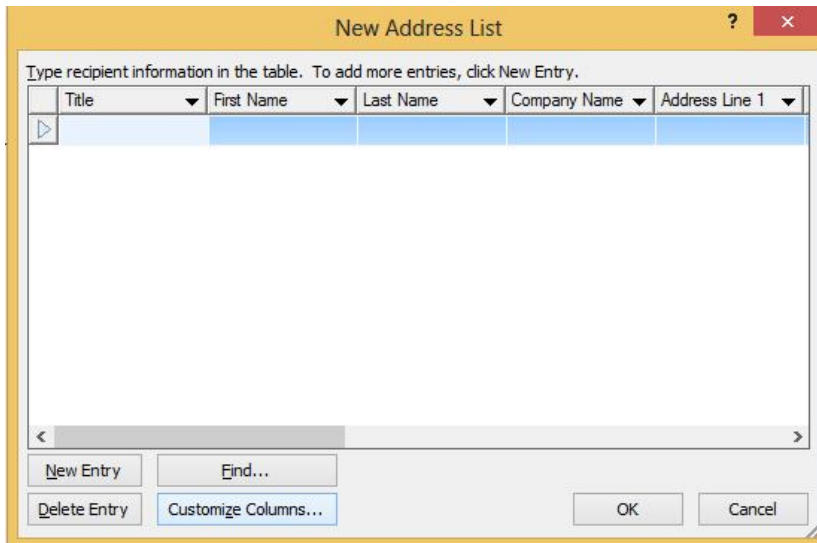 New Address List
?
×
Type recipient information in the table. To add more entries, click New Entry.
Title First Name Last Name Company Name Address Line 1
New Entry Find...
Delete Entry Customize Columns... OK Cancel